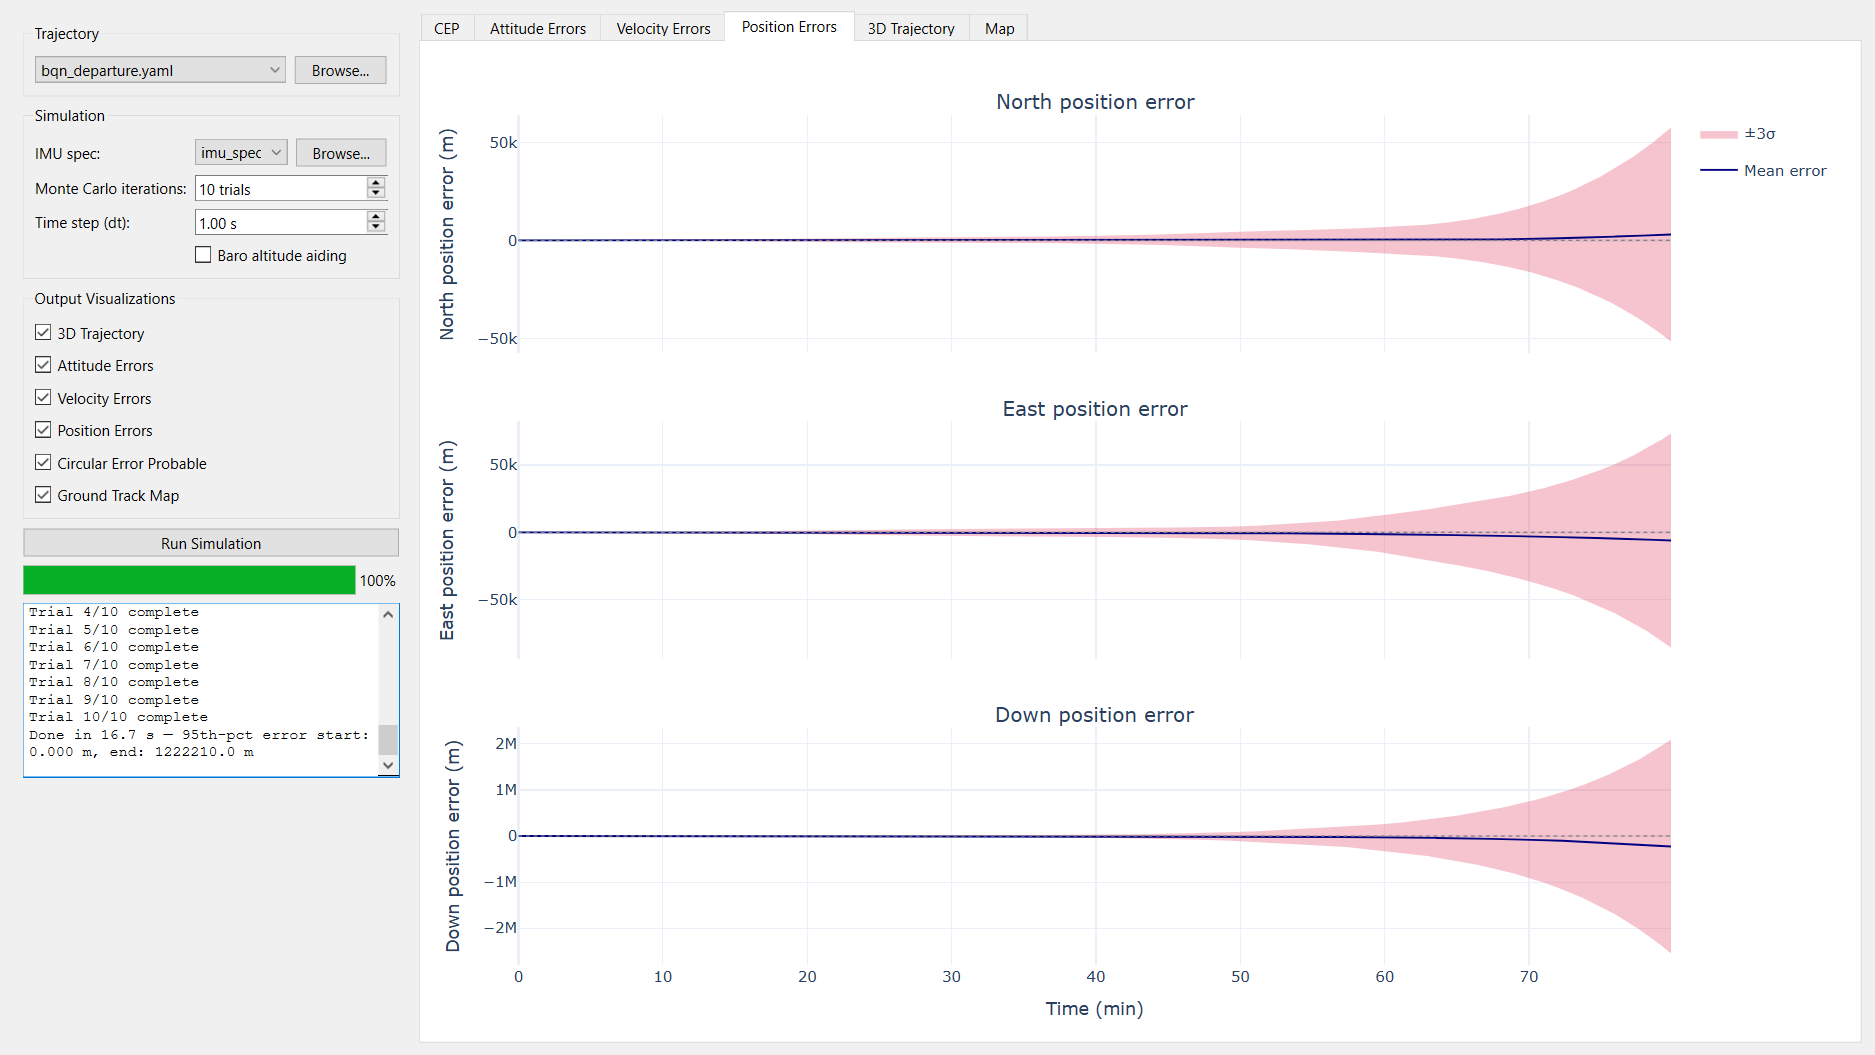 Trajectory
bqn_departure.yaml
Browse...
Simulation
IMU spec:
imu_spec
Browse...
Monte Carlo iterations:
10 trials
Time step (dt):
1.00 s
Baro altitude aiding
Output Visualizations
3D Trajectory
Attitude Errors
Velocity Errors
Position Errors
Circular Error Probable
Ground Track Map
Run Simulation
100%
Trial 4/10 complete
Trial 5/10 complete
Trial 6/10 complete
Trial 7/10 complete
Trial 8/10 complete
Trial 9/10 complete
Trial 10/10 complete
Done in 16.7 s — 95th-pct error start:
0.000 m, end: 1222210.0 m
CEP
Attitude Errors
Velocity Errors
Position Errors
3D Trajectory
Map
North position error
North position error (m)
50k
0
−50k
±3σ
Mean error
East position error
East position error (m)
50k
0
−50k
Down position error
Down position error (m)
2M
1M
0
−1M
−2M
0 10 20 30 40 50 60 70
Time (min)